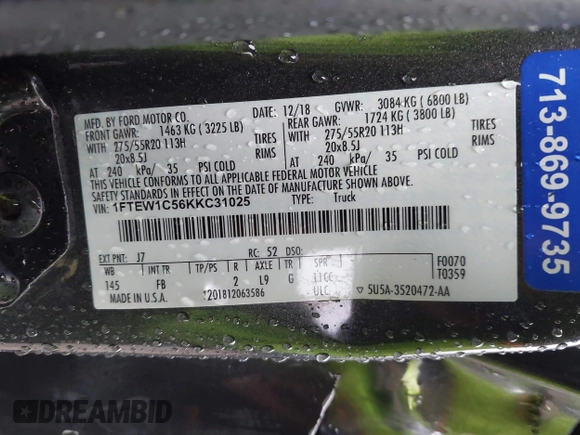 MFD. BY FORD MOTOR CO. DATE: 12/18 GVWR: 3084 KG ( 6800 LB)
FRONT GAWR: 1463 KG ( 3225 LB) REAR GAWR: 1724 KG ( 3800 LB)
WITH 275/55R20 113H TIRES WITH 275/55R20 113H TIRES
20x8.5J RIMS 20x8.5J RIMS
AT 240 kPa/ 35 PSI COLD AT 240 kPa/ 35 PSI COLD
THIS VEHICLE CONFORMS TO ALL APPLICABLE FEDERAL MOTOR VEHICLE
SAFETY STANDARDS IN EFFECT ON THE DATE OF MANUFACTURE SHOWN ABOVE.
VIN: 1FTEW1C56KKC31025 TYPE: Truck
EXT PNT: J7 RC: 52 DSO: F0070
WB INT TR TP/PS R AXLE TR SPR T0359
145 FB 2 L9 G
MADE IN U.S.A. *201812063586 ULC 5U5A-3520472-AA
713-869-9735
DREAMBID